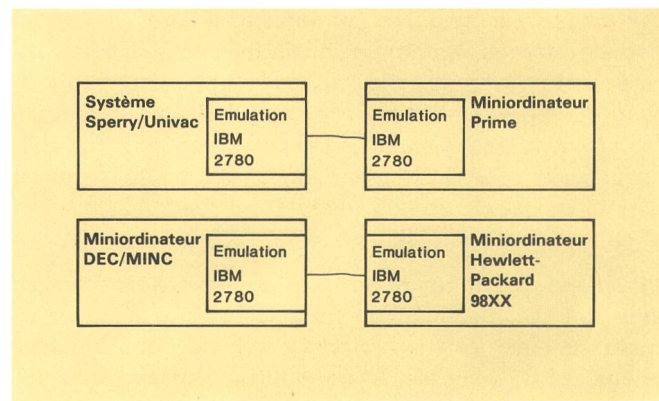 Système
Sperry/Univac
Emulation
IBM
2780
Emulation
IBM
2780
Miniordinateur
Prime
Miniordinateur
DEC/MINC
Emulation
IBM
2780
Emulation
IBM
2780
Miniordinateur
Hewlett-
Packard
98XX